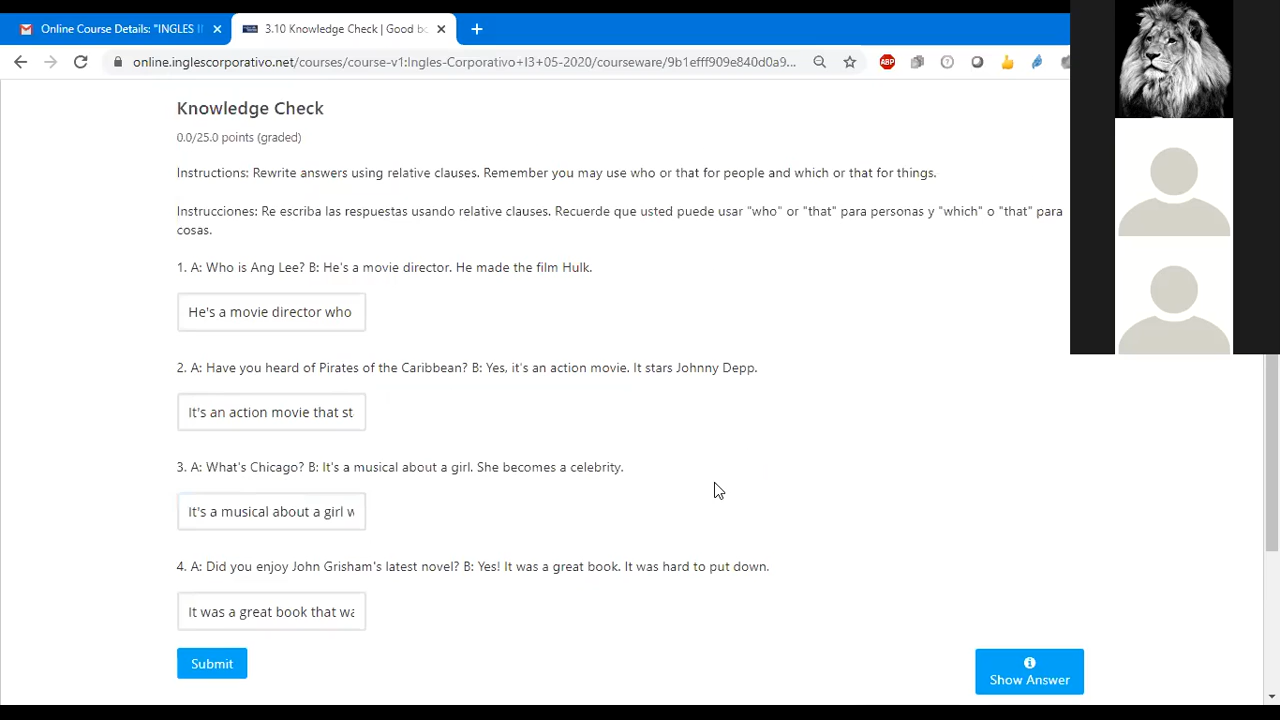 Online Course Details: "INGLES I
3.10 Knowledge Check | Good bo
online.inglescorporativo.net/courses/course-v1:Ingles-Corporativo+I3+05-2020/courseware/9b1efff909e840d0a9...
ABP
Knowledge Check
0.0/25.0 points (graded)
Instructions: Rewrite answers using relative clauses. Remember you may use who or that for people and which or that for things.
Instrucciones: Re escriba las respuestas usando relative clauses. Recuerde que usted puede usar "who" or "that" para personas y "which" o "that" para
cosas.
1. A: Who is Ang Lee? B: He's a movie director. He made the film Hulk.
He's a movie director who
2. A: Have you heard of Pirates of the Caribbean? B: Yes, it's an action movie. It stars Johnny Depp.
It's an action movie that st
3. A: What's Chicago? B: It's a musical about a girl. She becomes a celebrity.
It's a musical about a girl w
4. A: Did you enjoy John Grisham's latest novel? B: Yes! It was a great book. It was hard to put down.
It was a great book that wa
Submit
Show Answer